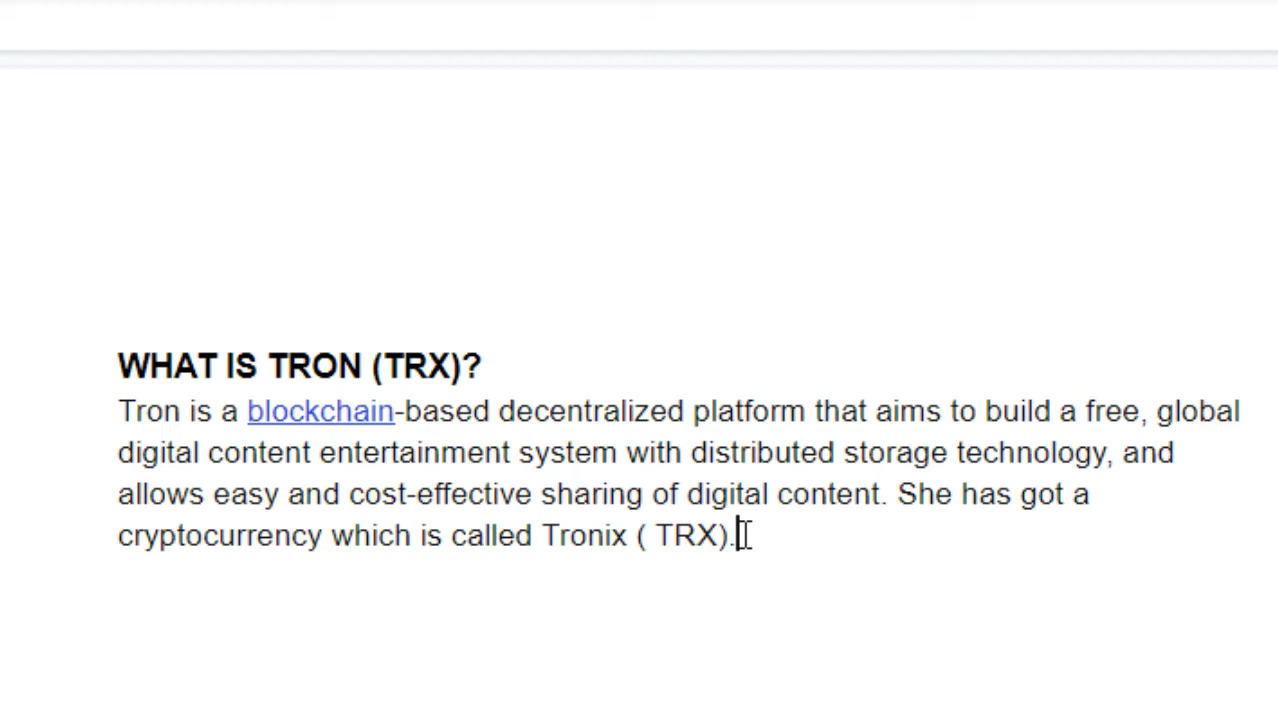 WHAT IS TRON (TRX)?
Tron is a blockchain-based decentralized platform that aims to build a free, global
digital content entertainment system with distributed storage technology, and
allows easy and cost-effective sharing of digital content. She has got a
cryptocurrency which is called Tronix ( TRX).